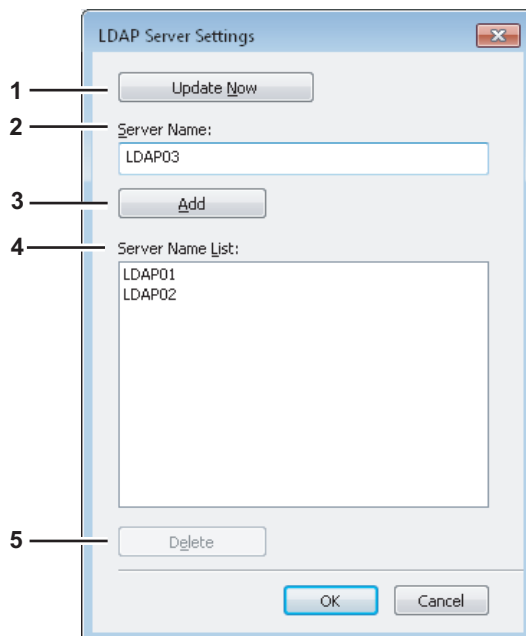 LDAP Server Settings
1 Update Now
2 Server Name:
LDAP03
3 Add
4 Server Name List:
LDAP01
LDAP02
5 Delete
OK Cancel